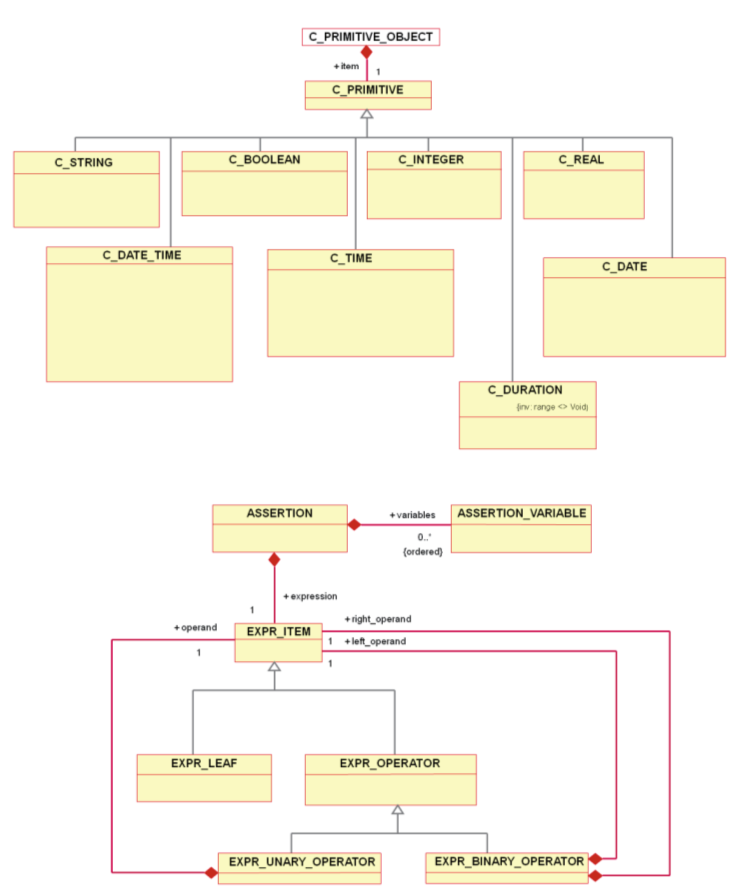 C_PRIMITIVE_OBJECT
+item
1
C_PRIMITIVE
C_STRING
C_BOOLEAN
C_INTEGER
C_REAL
C_DATE_TIME
C_TIME
C_DATE
C_DURATION
{inv: range <> Void}
ASSERTION
+variables
ASSERTION_VARIABLE
0..*
{ordered}
+expression
1
+operand
EXPR_ITEM
+right_operand
1
+left_operand
1
1
EXPR_LEAF
EXPR_OPERATOR
EXPR_UNARY_OPERATOR
EXPR_BINARY_OPERATOR